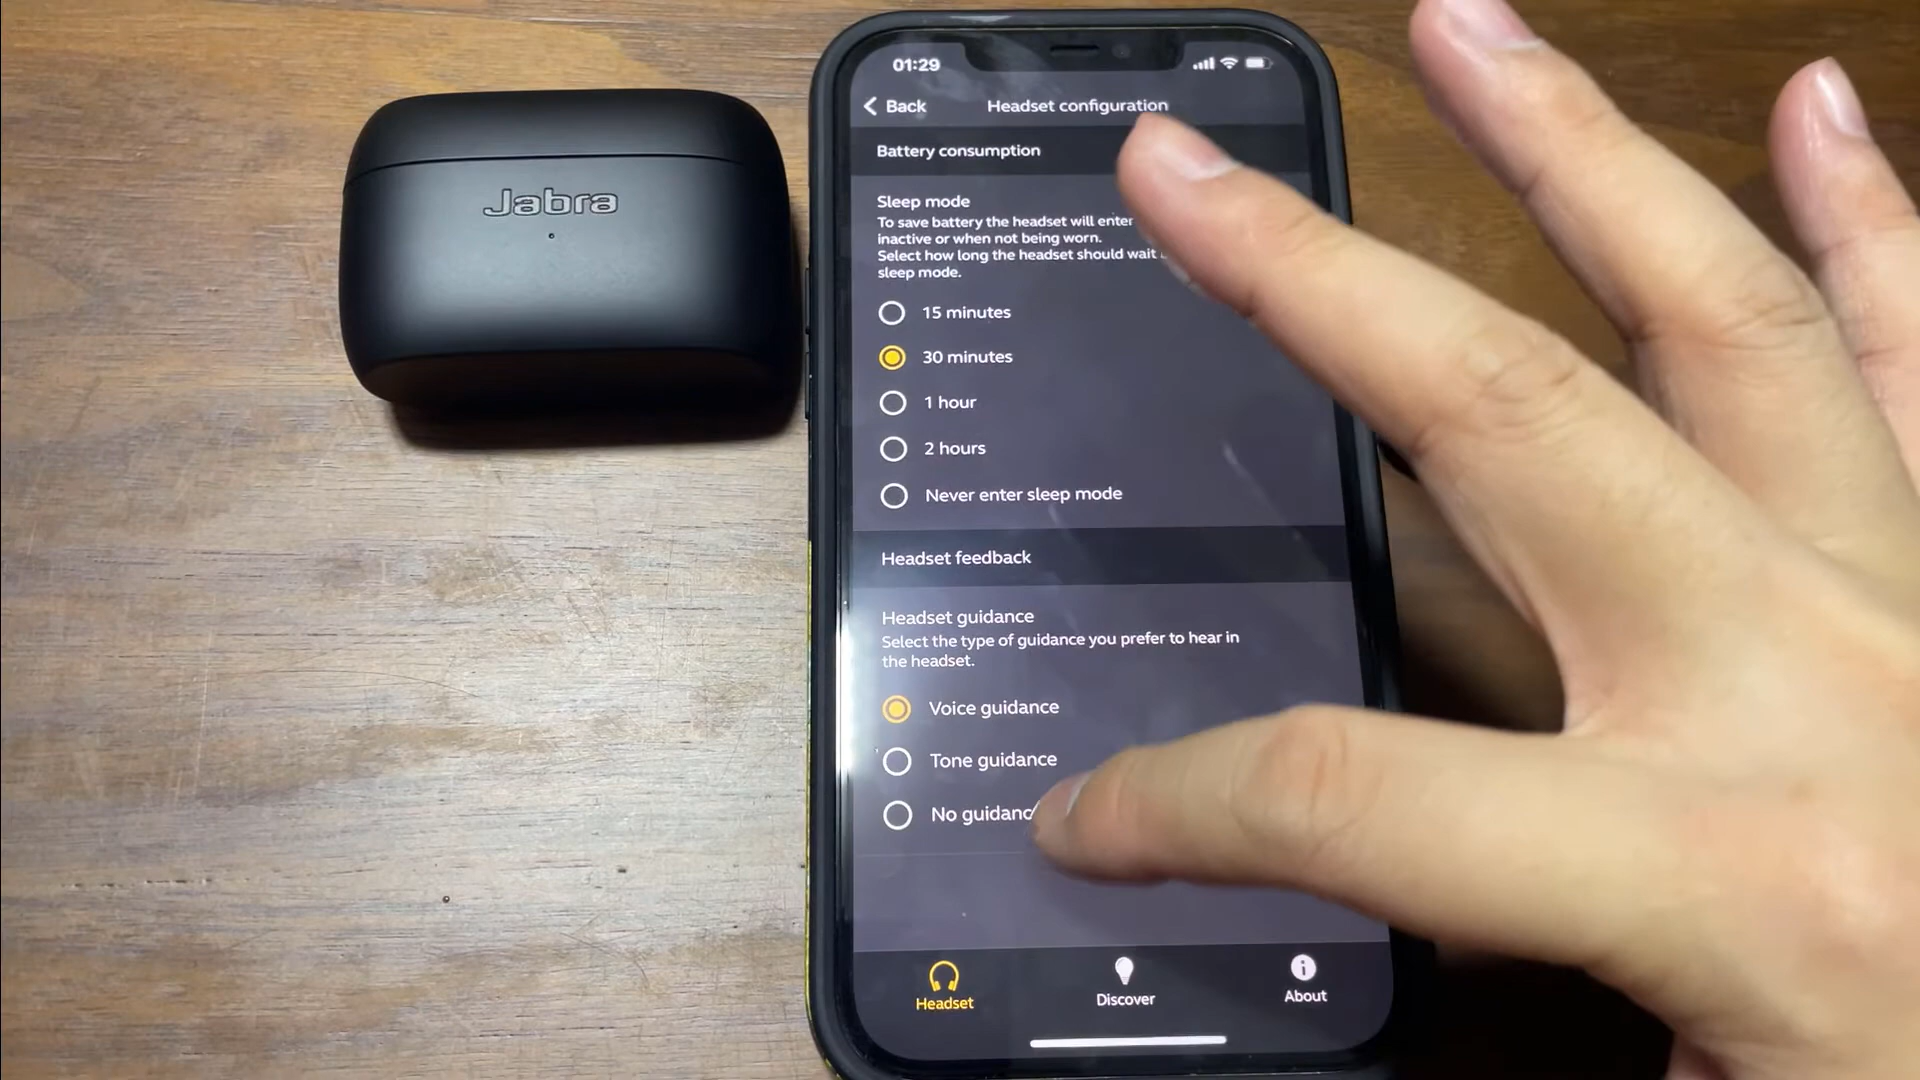 Jabra
01:29
Back
Headset configuration
Battery consumption
Sleep mode
To save battery the headset will enter
inactive or when not being worn.
Select how long the headset should wait
sleep mode.
15 minutes
30 minutes
1 hour
2 hours
Never enter sleep mode
Headset feedback
Headset guidance
Select the type of guidance you prefer to hear in
the headset.
Voice guidance
Tone guidance
No guidanc
Headset
Discover
About